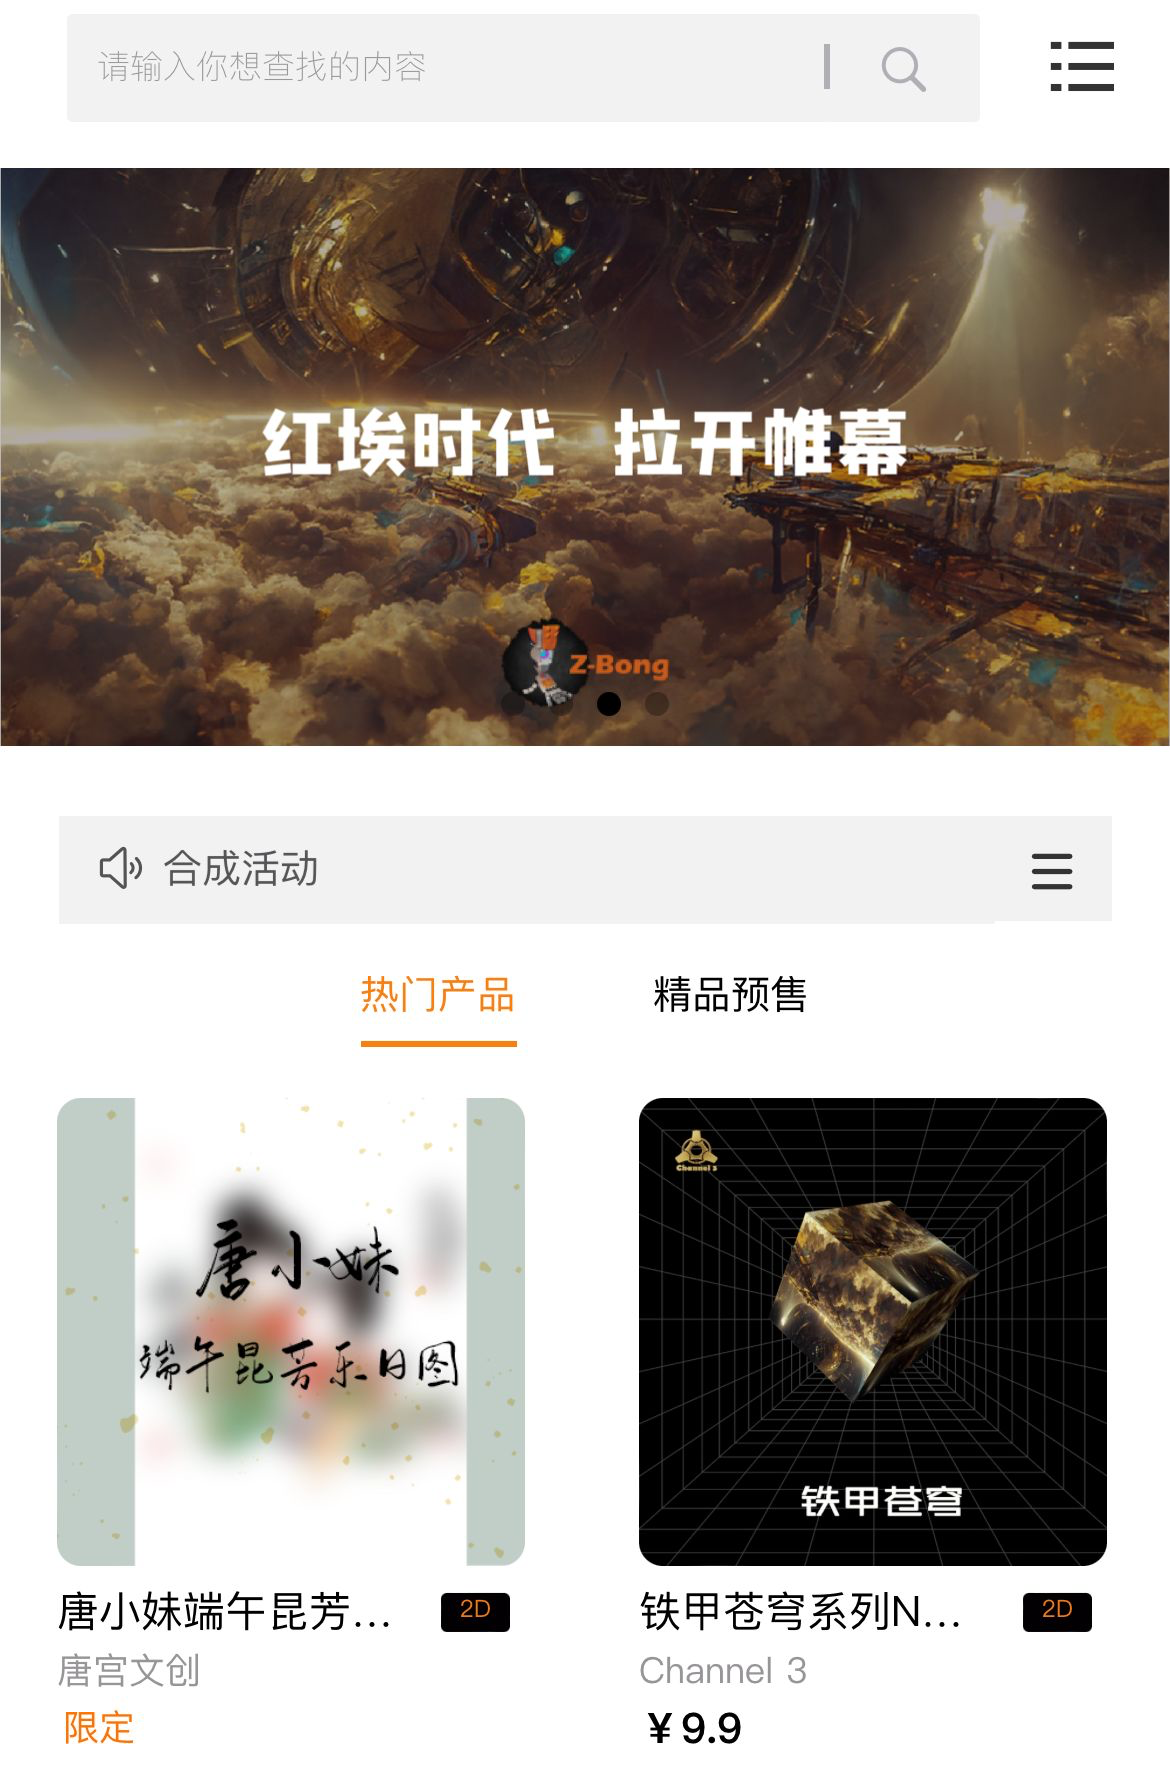 请输入你想查找的内容
红埃时代 拉开帷幕
Z-Bong
合成活动
热门产品 精品预售
唐小妹
端午昆芳乐日图
Channel 3
铁甲苍穹
唐小妹端午昆芳... 2D
唐宫文创
限定
铁甲苍穹系列N... 2D
Channel 3
¥9.9